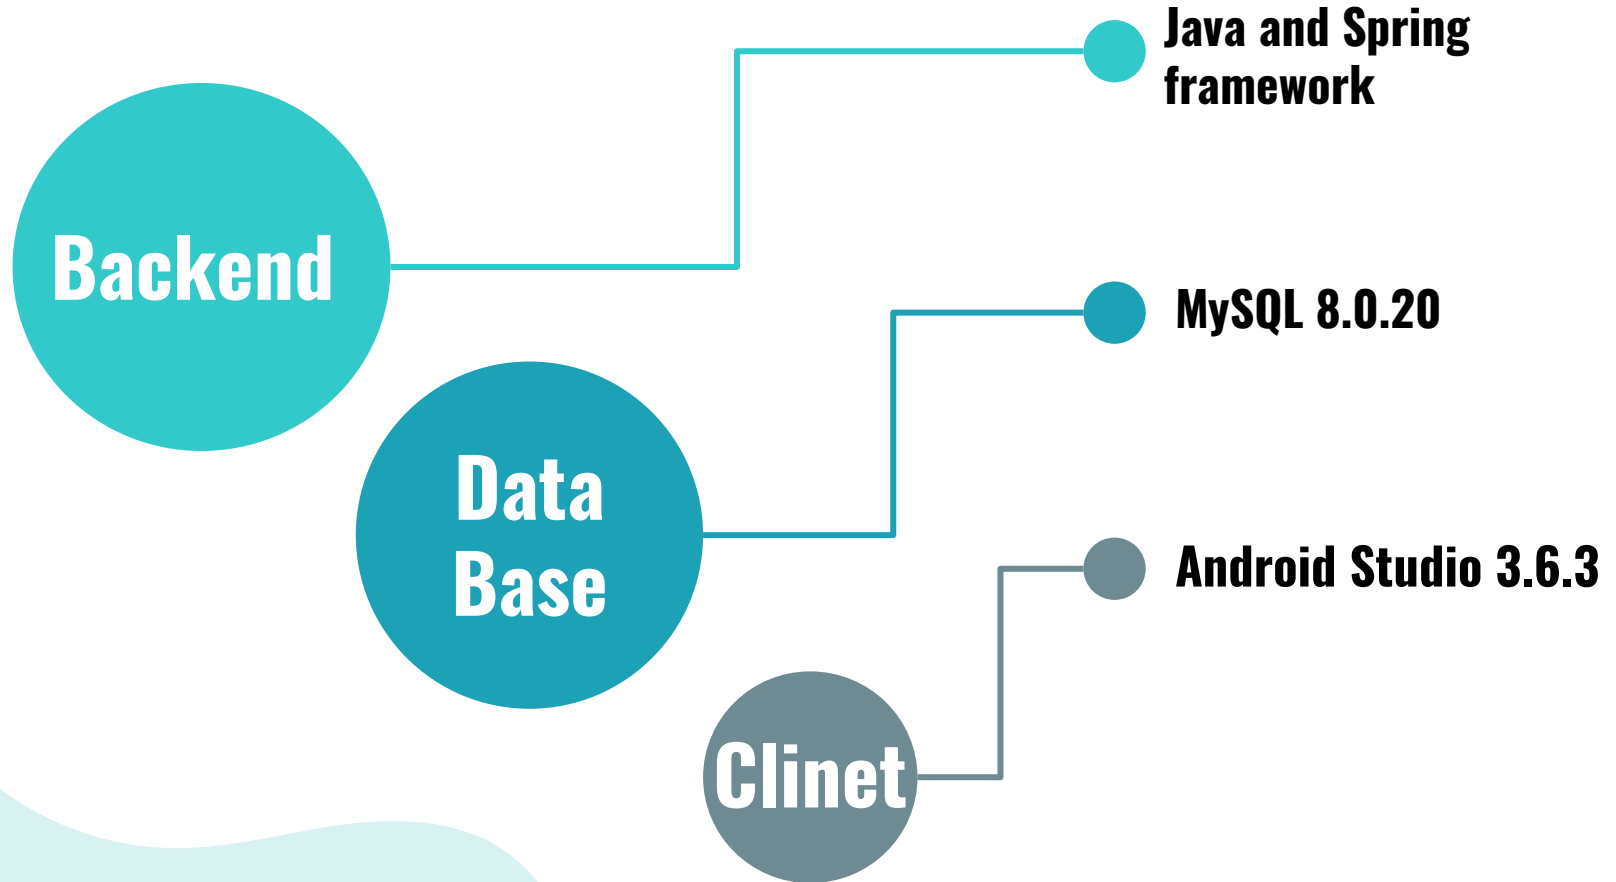 Java and Spring
framework
Backend
MySQL 8.0.20
Data
Base
Android Studio 3.6.3
Clinet